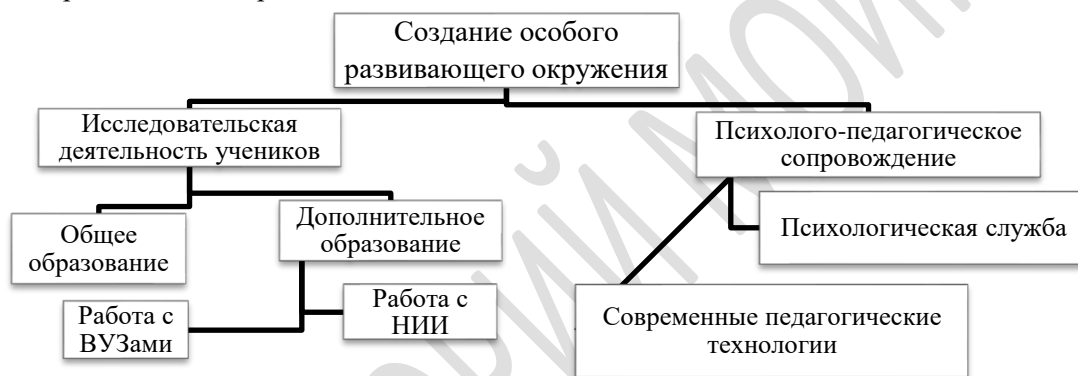 Создание особого
развивающего окружения
Исследовательская
деятельность учеников
Психолого-педагогическое
сопровождение
Общее
образование
Дополнительное
образование
Психологическая служба
Работа с
ВУЗами
Работа с
НИИ
Современные педагогические
технологии